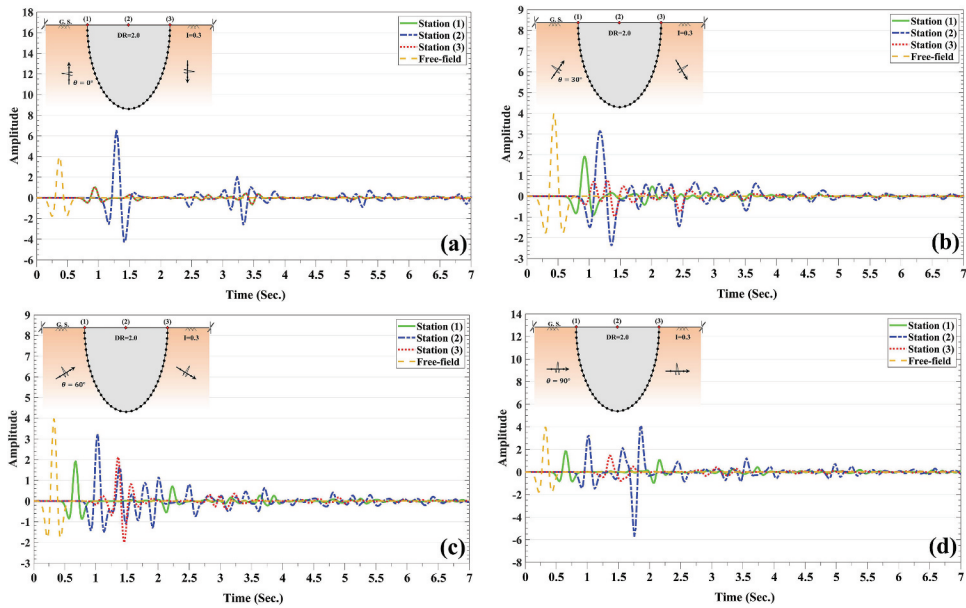 18
16
14
12
10
8
6
4
2
0
-2
-4
-6
Amplitude
G. S.
(1)
(2)
(3)
DR=2.0
I=0.3
θ = 0°
Station (1)
Station (2)
Station (3)
Free-field
(a)
0 0.5 1 1.5 2 2.5 3 3.5 4 4.5 5 5.5 6 6.5 7
Time (Sec.)
9
8
7
6
5
4
3
2
1
0
-1
-2
-3
Amplitude
G. S.
(1)
(2)
(3)
DR=2.0
I=0.3
θ = 30°
Station (1)
Station (2)
Station (3)
Free-field
(b)
0 0.5 1 1.5 2 2.5 3 3.5 4 4.5 5 5.5 6 6.5 7
Time (Sec.)
9
8
7
6
5
4
3
2
1
0
-1
-2
-3
Amplitude
G. S.
(1)
(2)
(3)
DR=2.0
I=0.3
θ = 60°
Station (1)
Station (2)
Station (3)
Free-field
(c)
0 0.5 1 1.5 2 2.5 3 3.5 4 4.5 5 5.5 6 6.5 7
Time (Sec.)
14
12
10
8
6
4
2
0
-2
-4
-6
-8
Amplitude
G. S.
(1)
(2)
(3)
DR=2.0
I=0.3
θ = 90°
Station (1)
Station (2)
Station (3)
Free-field
(d)
0 0.5 1 1.5 2 2.5 3 3.5 4 4.5 5 5.5 6 6.5 7
Time (Sec.)